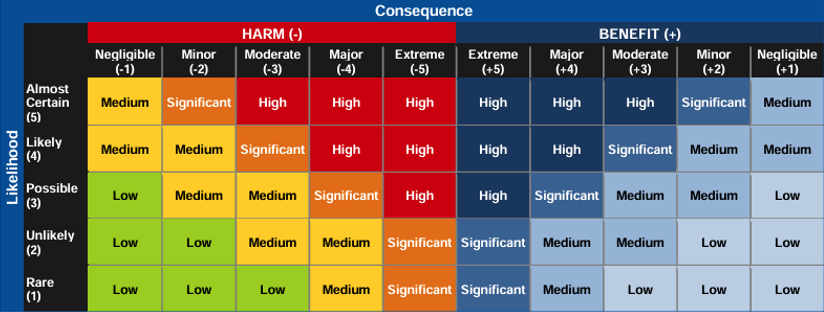 Consequence
HARM (-) BENEFIT (+)
Negligible Minor Moderate Major Extreme Extreme Major Moderate Minor Negligible
(-1) (-2) (-3) (-4) (-5) (+5) (+4) (+3) (+2) (+1)
Likelihood
Almost
Certain Medium Significant High High High High High High Significant Medium
(5)
Likely Medium Medium Significant High High High High Significant Medium Medium
(4)
Possible Low Medium Medium Significant High High Significant Medium Medium Low
(3)
Unlikely Low Low Medium Medium Significant Significant Medium Medium Low Low
(2)
Rare Low Low Low Medium Significant Significant Medium Low Low Low
(1)